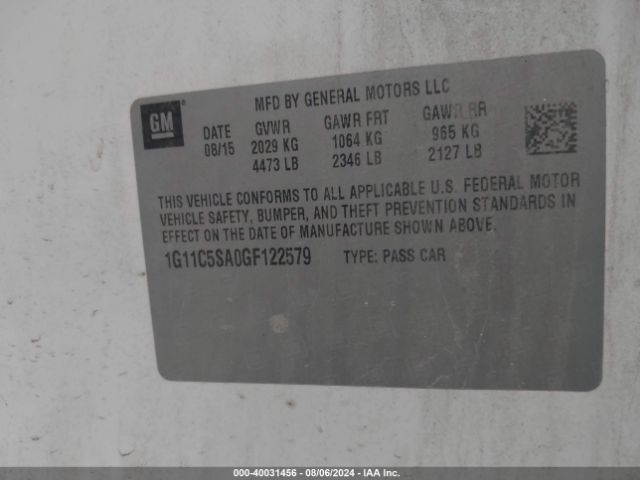 MFD BY GENERAL MOTORS LLC
GM
DATE GVWR GAWR FRT GAWR RR
08/15 2029 KG 1064 KG 965 KG
4473 LB 2346 LB 2127 LB
THIS VEHICLE CONFORMS TO ALL APPLICABLE U.S. FEDERAL MOTOR
VEHICLE SAFETY, BUMPER, AND THEFT PREVENTION STANDARDS IN
EFFECT ON THE DATE OF MANUFACTURE SHOWN ABOVE.
1G11C5SA0GF122579 TYPE: PASS CAR
000-40031456 - 08/06/2024 - IAA Inc.